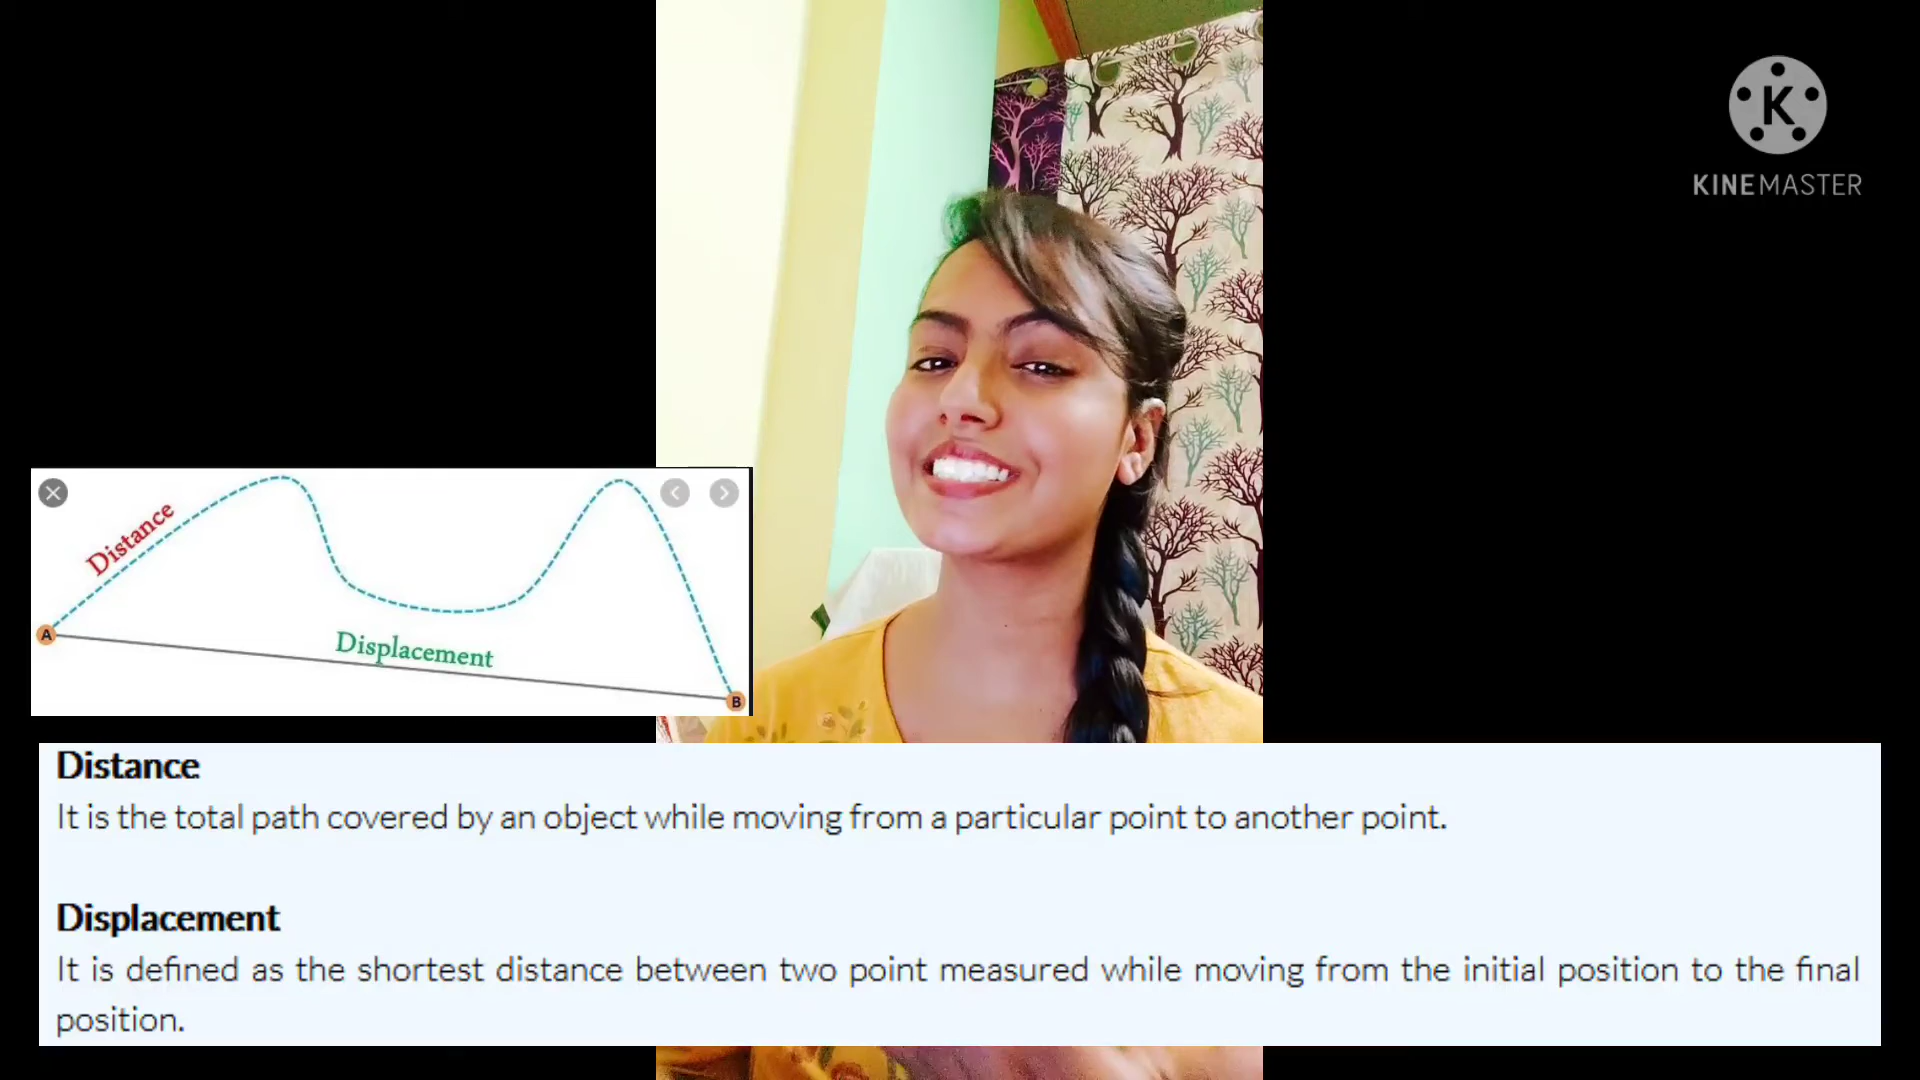 KINEMASTER
Distance
Displacement
A
B
Distance
It is the total path covered by an object while moving from a particular point to another point.
Displacement
It is defined as the shortest distance between two point measured while moving from the initial position to the final
position.